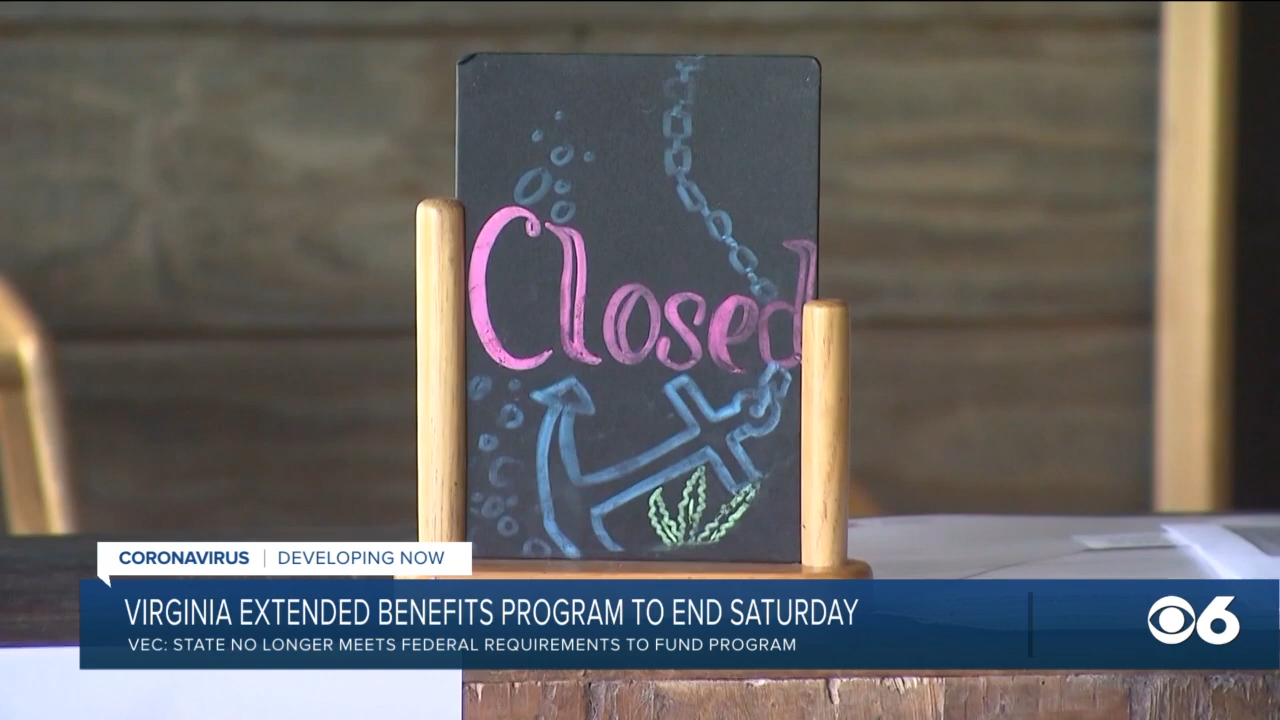 Closed
CORONAVIRUS | DEVELOPING NOW
VIRGINIA EXTENDED BENEFITS PROGRAM TO END SATURDAY
VEC: STATE NO LONGER MEETS FEDERAL REQUIREMENTS TO FUND PROGRAM
6